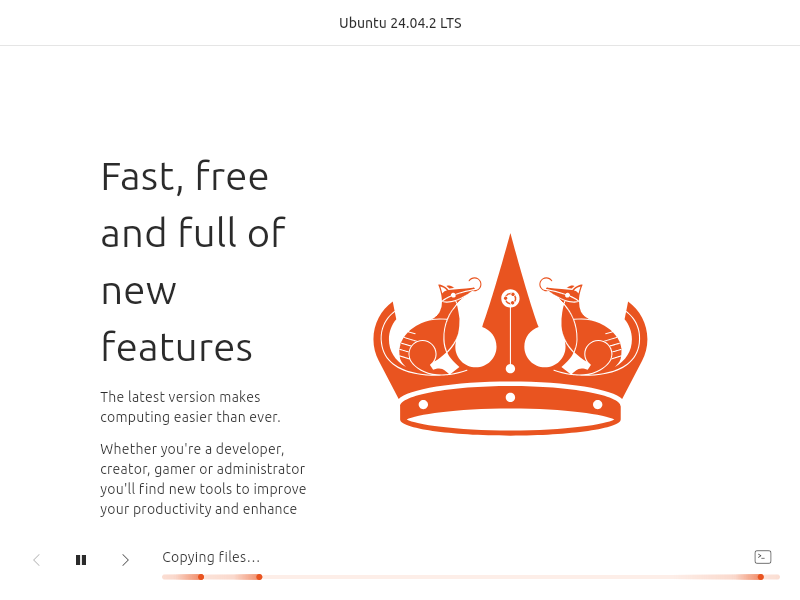 Ubuntu 24.04.2 LTS
Fast, free
and full of
new
features
The latest version makes
computing easier than ever.
Whether you're a developer,
creator, gamer or administrator
you'll find new tools to improve
your productivity and enhance
Copying files…